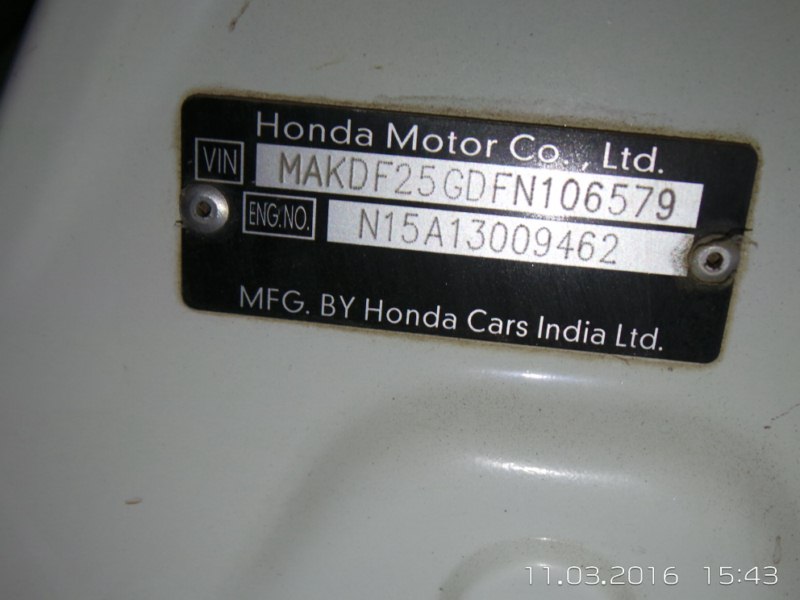 Honda Motor Co., Ltd.
VIN MAKDF25GDFN106579
ENG.NO. N15A13009462
MFG. BY Honda Cars India Ltd.
11.03.2016 15:43